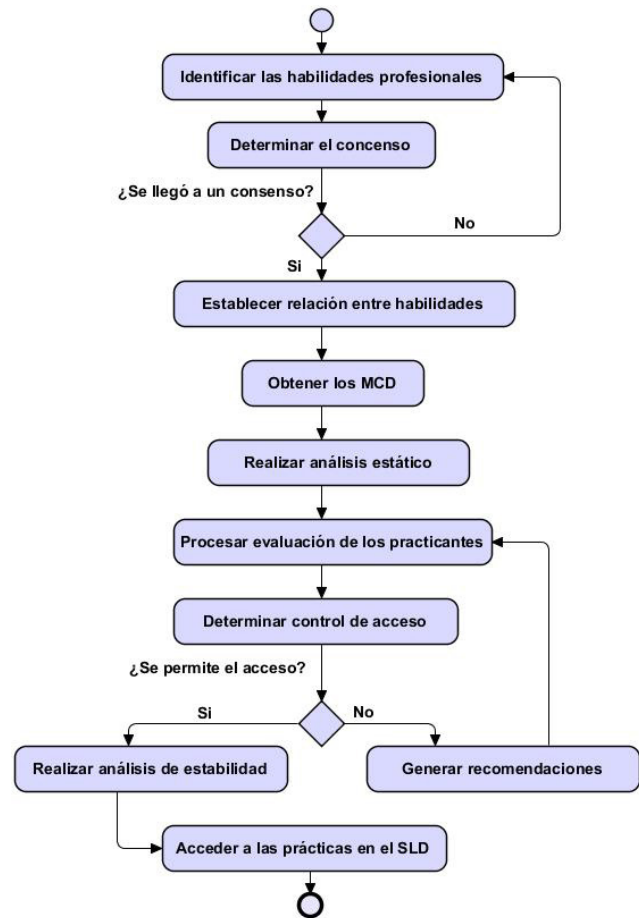 Identificar las habilidades profesionales
Determinar el concenso
¿Se llegó a un consenso?
No
Si
Establecer relación entre habilidades
Obtener los MCD
Realizar análisis estático
Procesar evaluación de los practicantes
Determinar control de acceso
¿Se permite el acceso?
Si
No
Realizar análisis de estabilidad
Generar recomendaciones
Acceder a las prácticas en el SLD